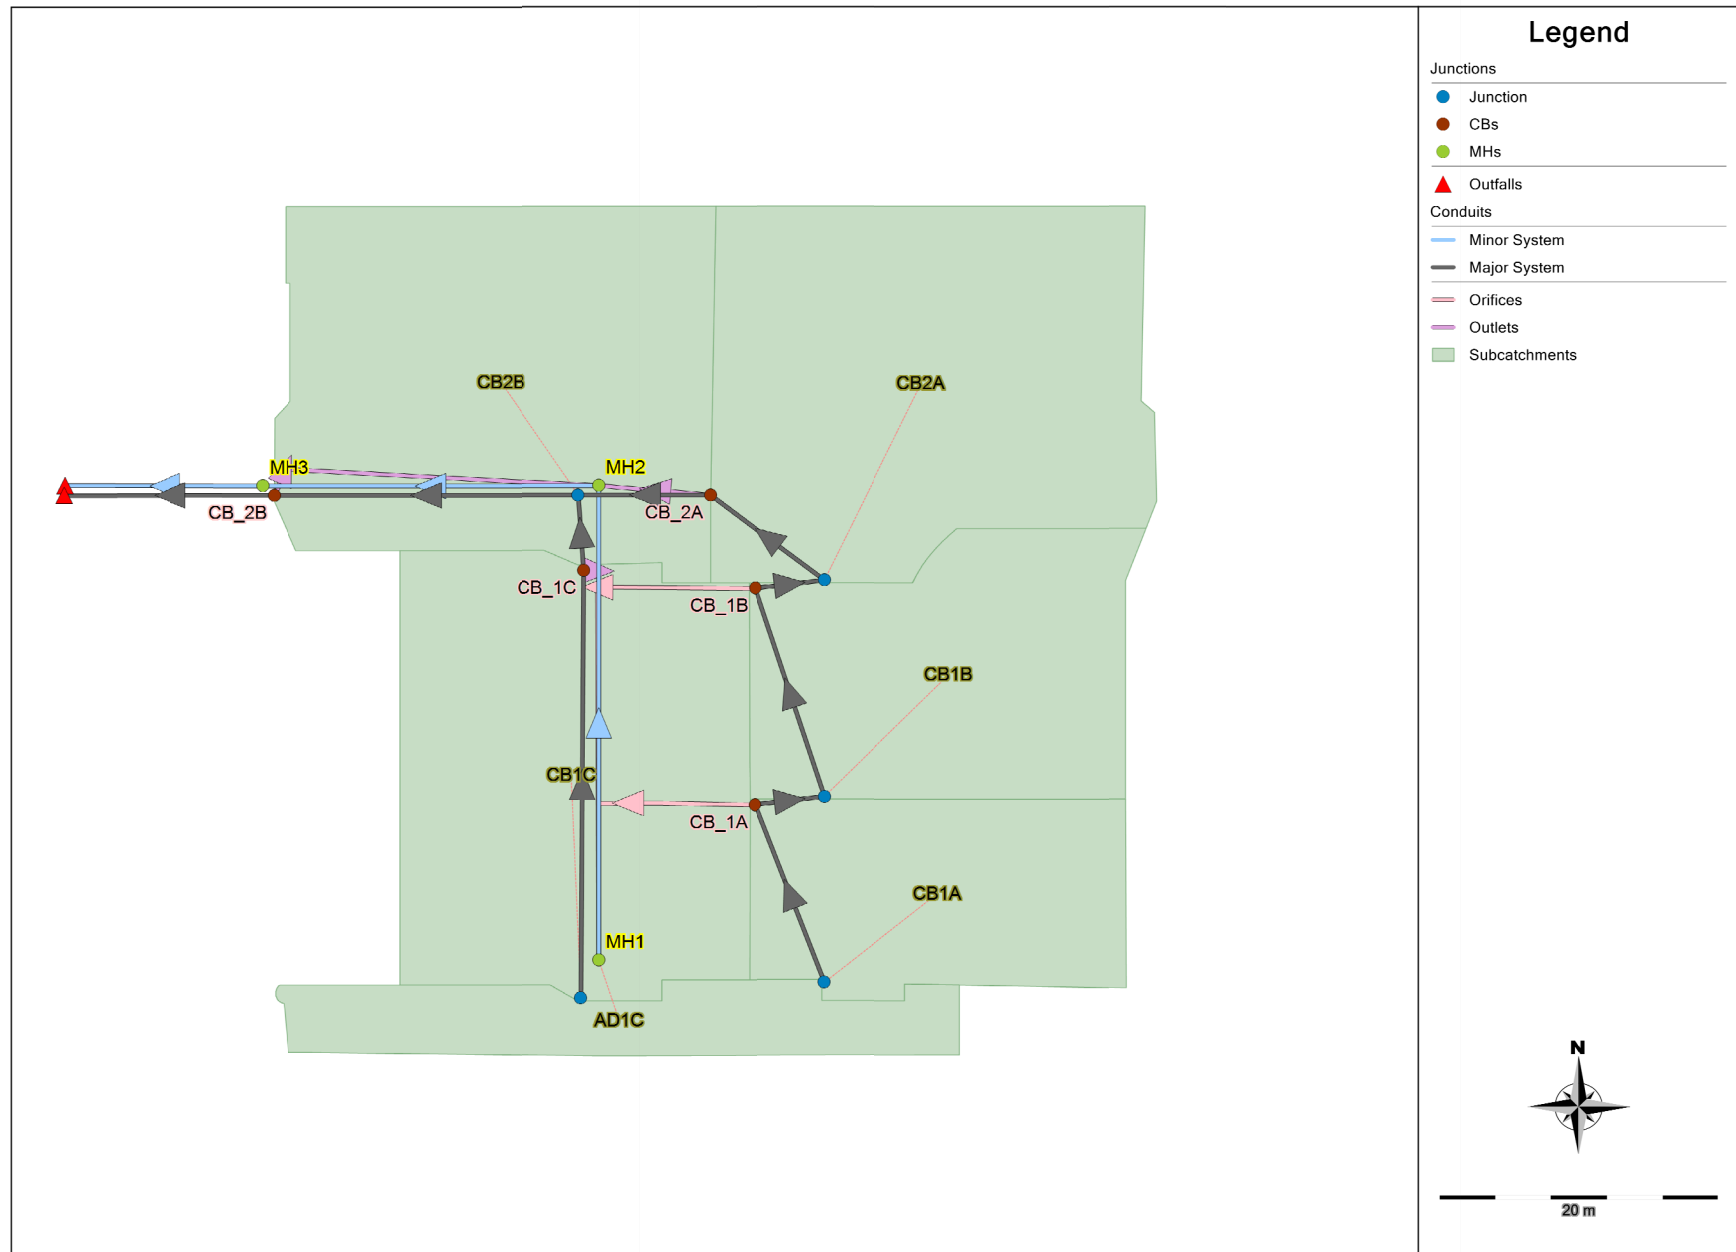 Legend
Junctions
Junction
CBs
MHs
Outfalls
Conduits
Minor System
Major System
Orifices
Outlets
Subcatchments
CB2B
CB2A
MH3
MH2
CB_2B
CB_2A
CB_1C
CB_1B
CB1B
CB1C
CB_1A
CB1A
MH1
AD1C
N
20 m